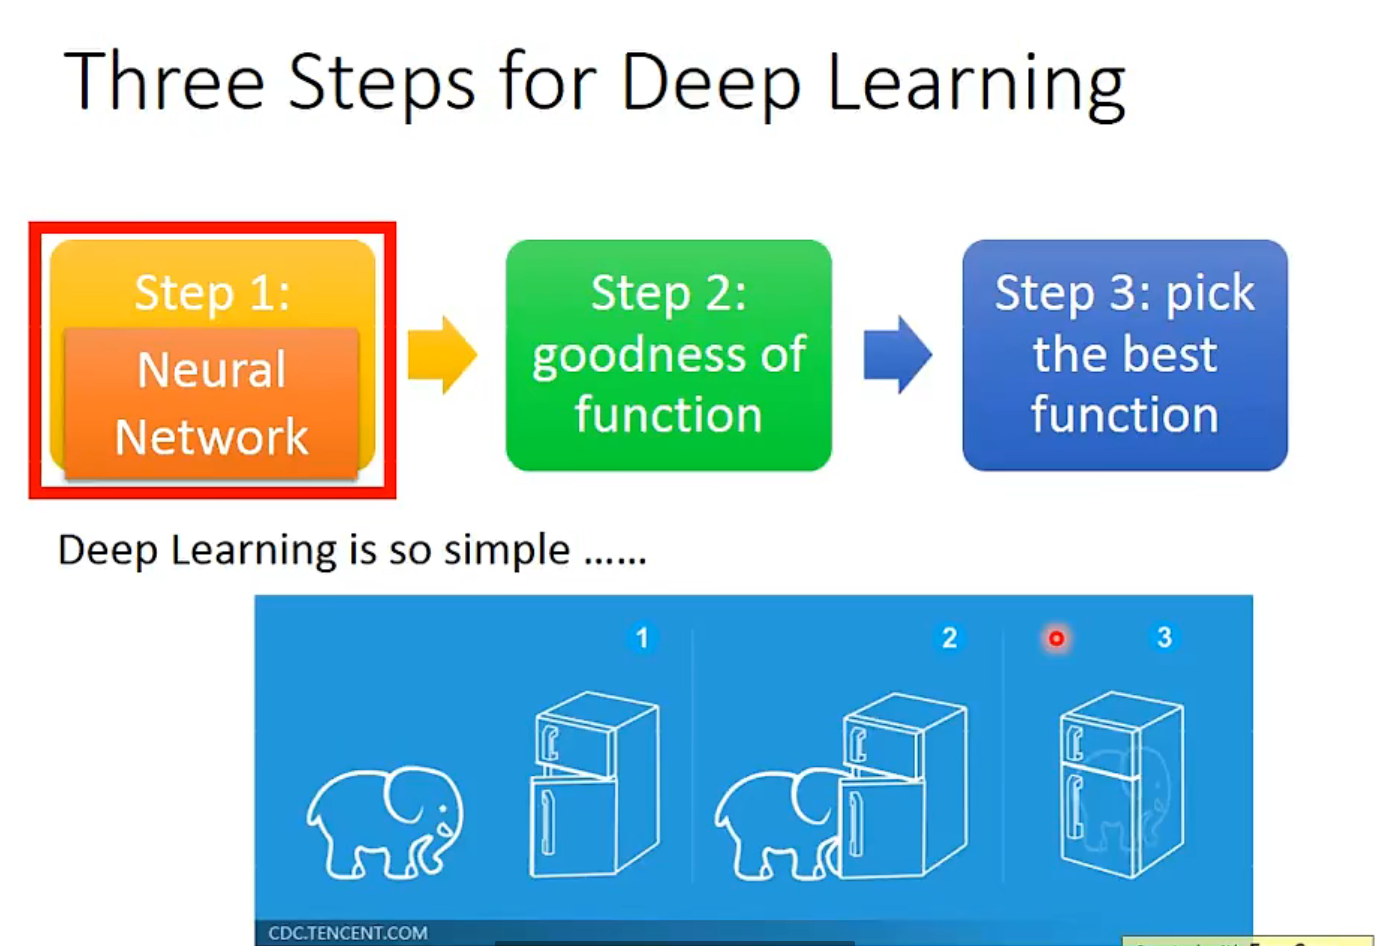 Three Steps for Deep Learning
Step 1:
Neural
Network
Step 2:
goodness of
function
Step 3: pick
the best
function
Deep Learning is so simple ......
1
2
3
CDC.TENCENT.COM